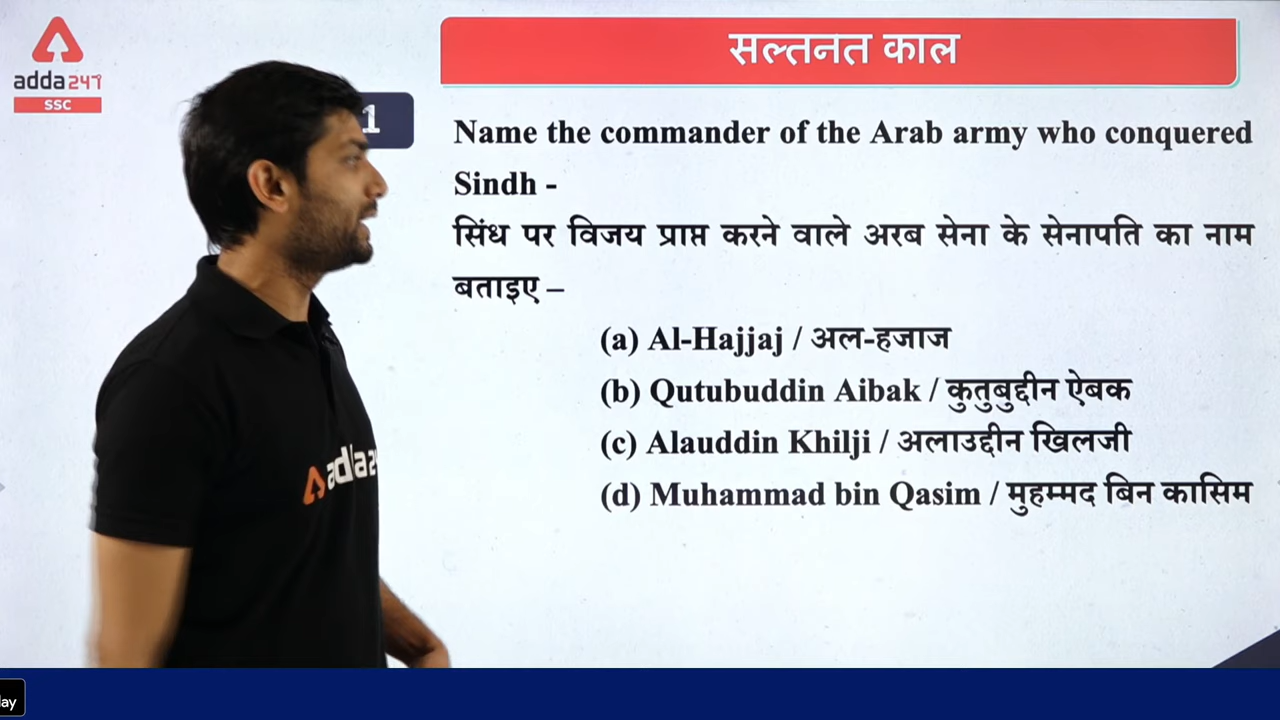 adda247
SSC
सल्तनत काल
1
Name the commander of the Arab army who conquered
Sindh -
सिंध पर विजय प्राप्त करने वाले अरब सेना के सेनापति का नाम
बताइए –
(a) Al-Hajjaj / अल-हजाज
(b) Qutubuddin Aibak / कुतुबुद्दीन ऐबक
(c) Alauddin Khilji / अलाउद्दीन खिलजी
(d) Muhammad bin Qasim / मुहम्मद बिन कासिम
adda2
lay